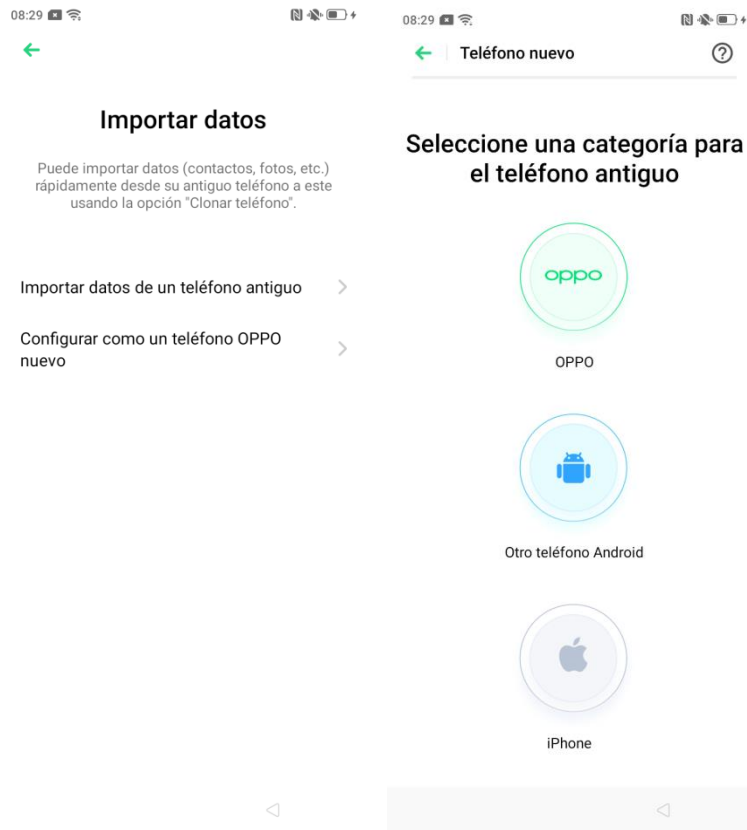 08:29
Importar datos
Puede importar datos (contactos, fotos, etc.)
rápidamente desde su antiguo teléfono a este
usando la opción "Clonar teléfono".
Importar datos de un teléfono antiguo
Configurar como un teléfono OPPO
nuevo
08:29
Teléfono nuevo
Seleccione una categoría para
el teléfono antiguo
oppo
OPPO
Otro teléfono Android
iPhone